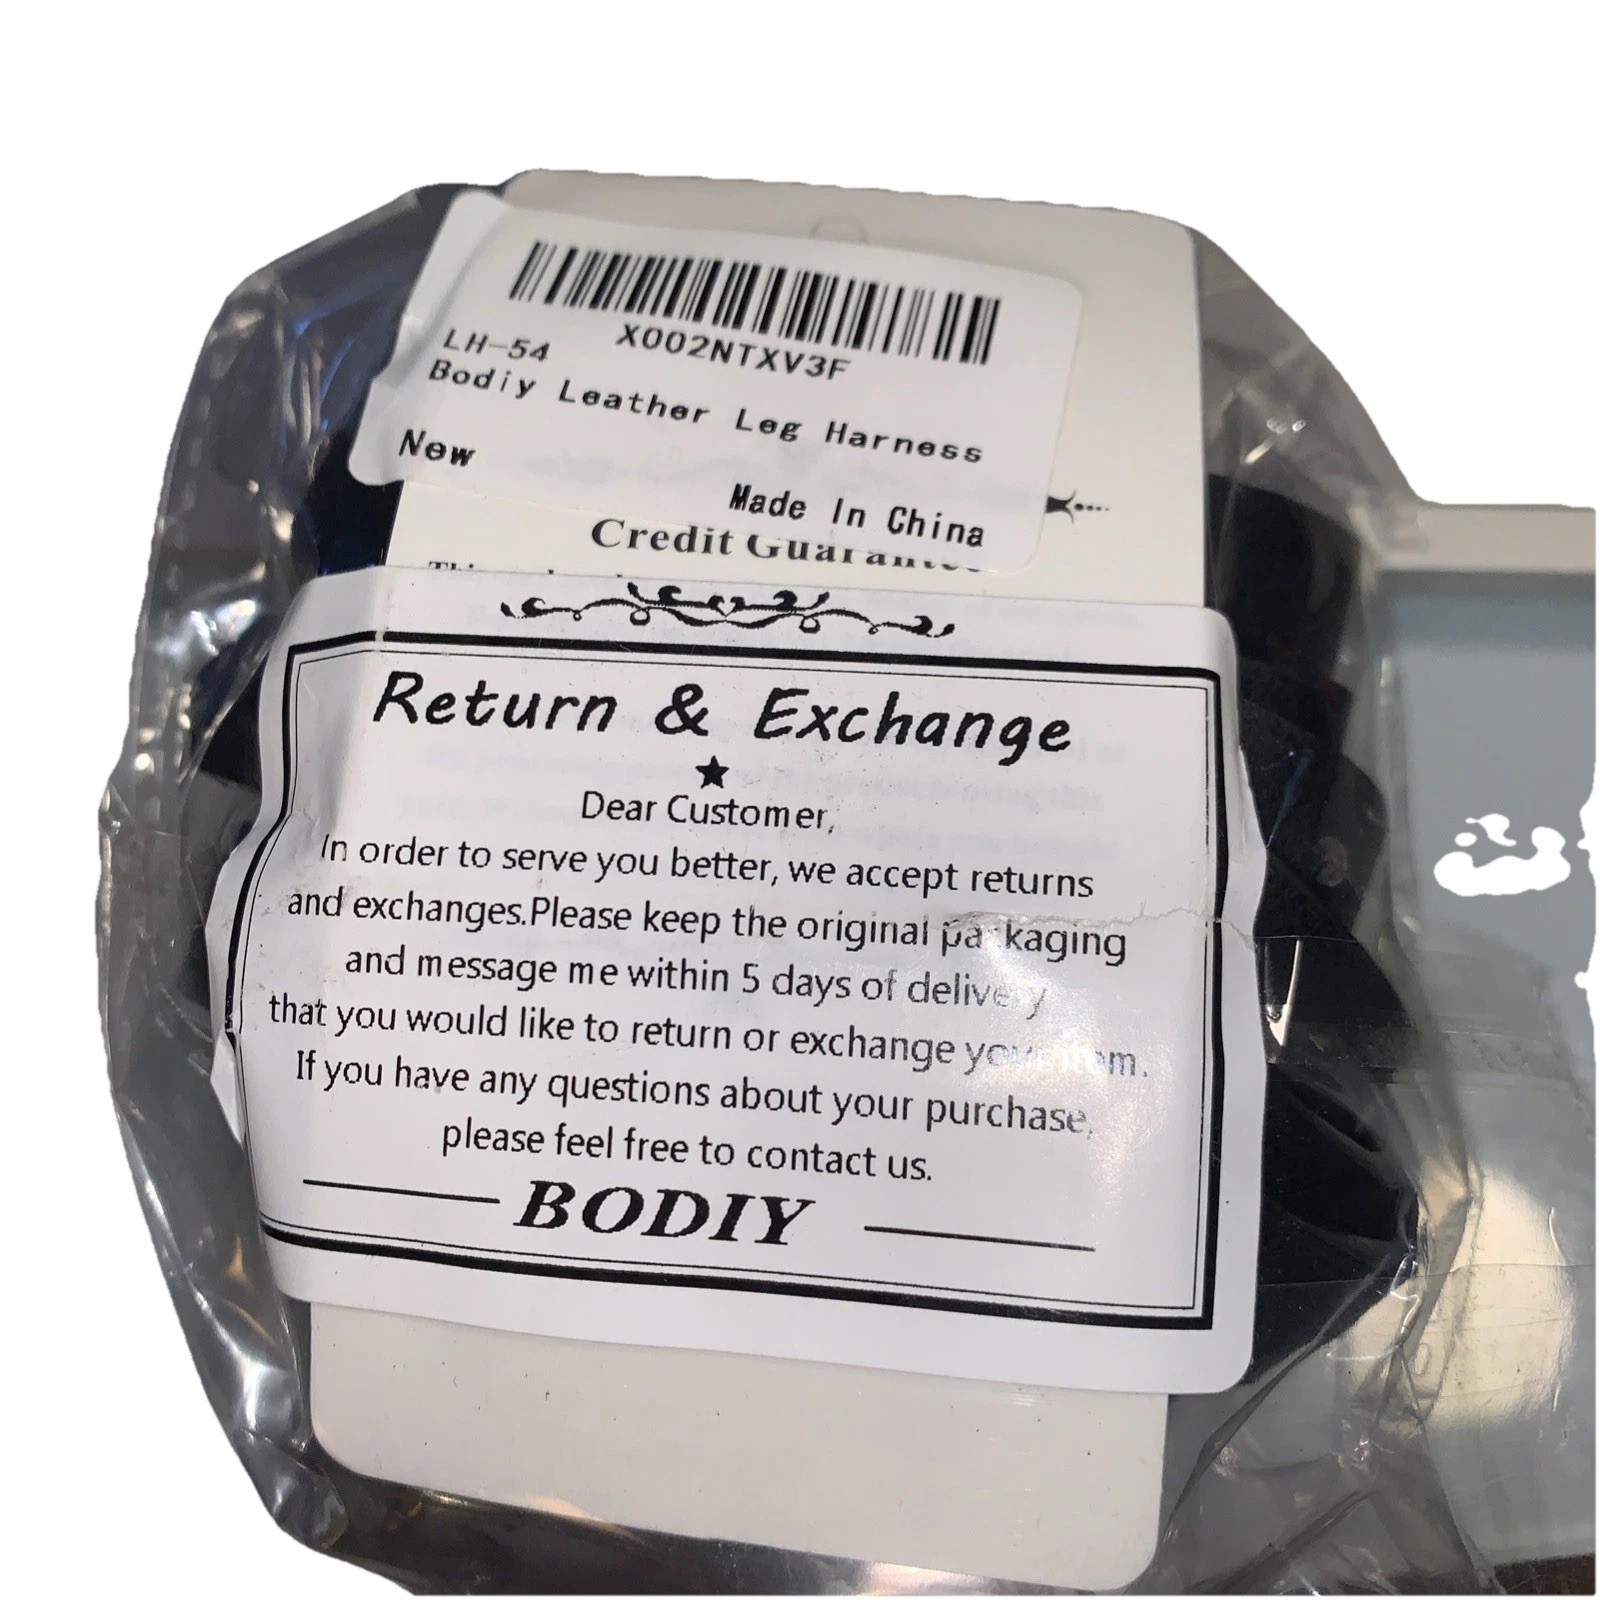 X002NTXV3F
LH-54
Bodiy Leather Leg Harness
New
Made In China
Credit Guarantee
Return & Exchange
Dear Customer,
In order to serve you better, we accept returns
and exchanges.Please keep the original packaging
and message me within 5 days of delivery
that you would like to return or exchange your item.
If you have any questions about your purchase,
please feel free to contact us.
BODIY